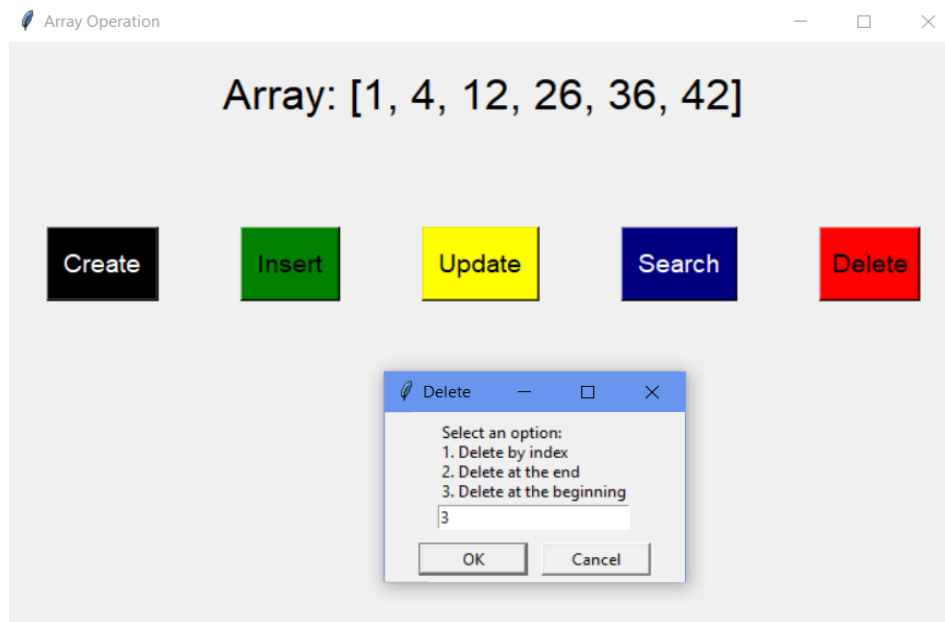 Array Operation
Array: [1, 4, 12, 26, 36, 42]
Create Insert Update Search Delete
Delete
Select an option:
1. Delete by index
2. Delete at the end
3. Delete at the beginning
3
OK Cancel